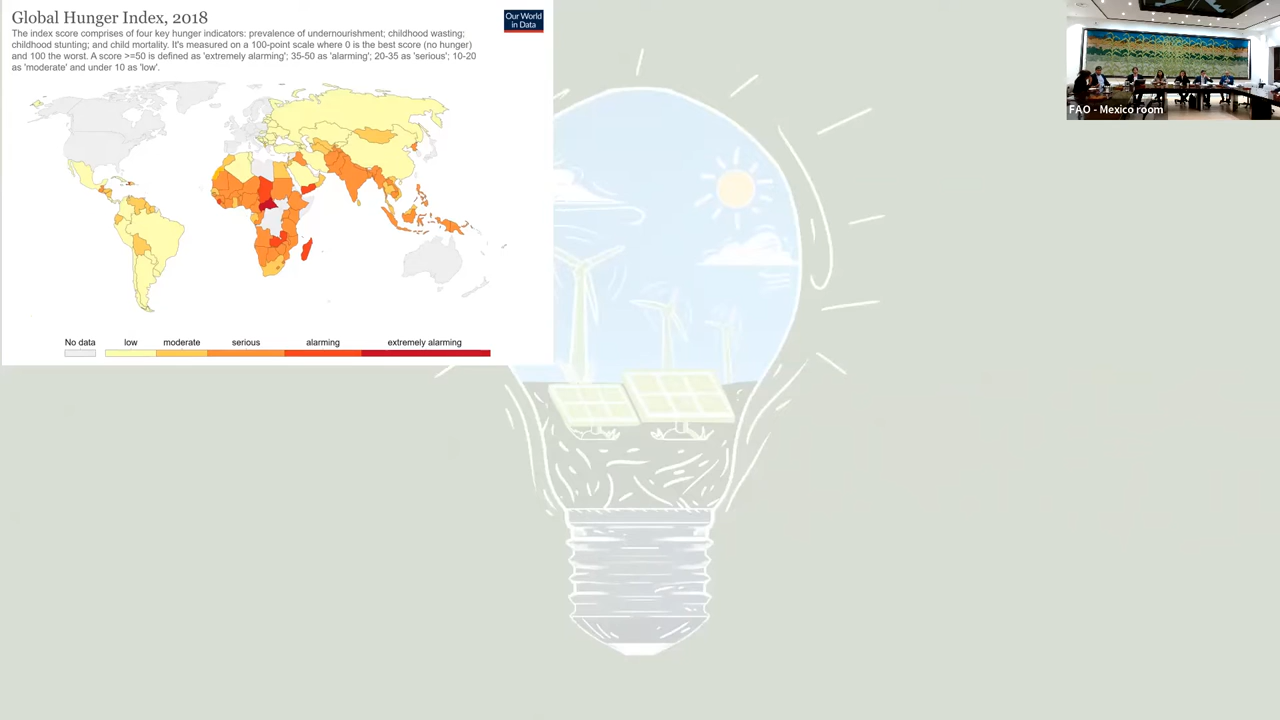 Global Hunger Index, 2018
Our World
in Data
The index score comprises of four key hunger indicators: prevalence of undernourishment; childhood wasting;
childhood stunting; and child mortality. It's measured on a 100-point scale where 0 is the best score (no hunger)
and 100 the worst. A score >=50 is defined as 'extremely alarming'; 35-50 as 'alarming'; 20-35 as 'serious'; 10-20
as 'moderate' and under 10 as 'low'.
FAO - Mexico room
No data low moderate serious alarming extremely alarming